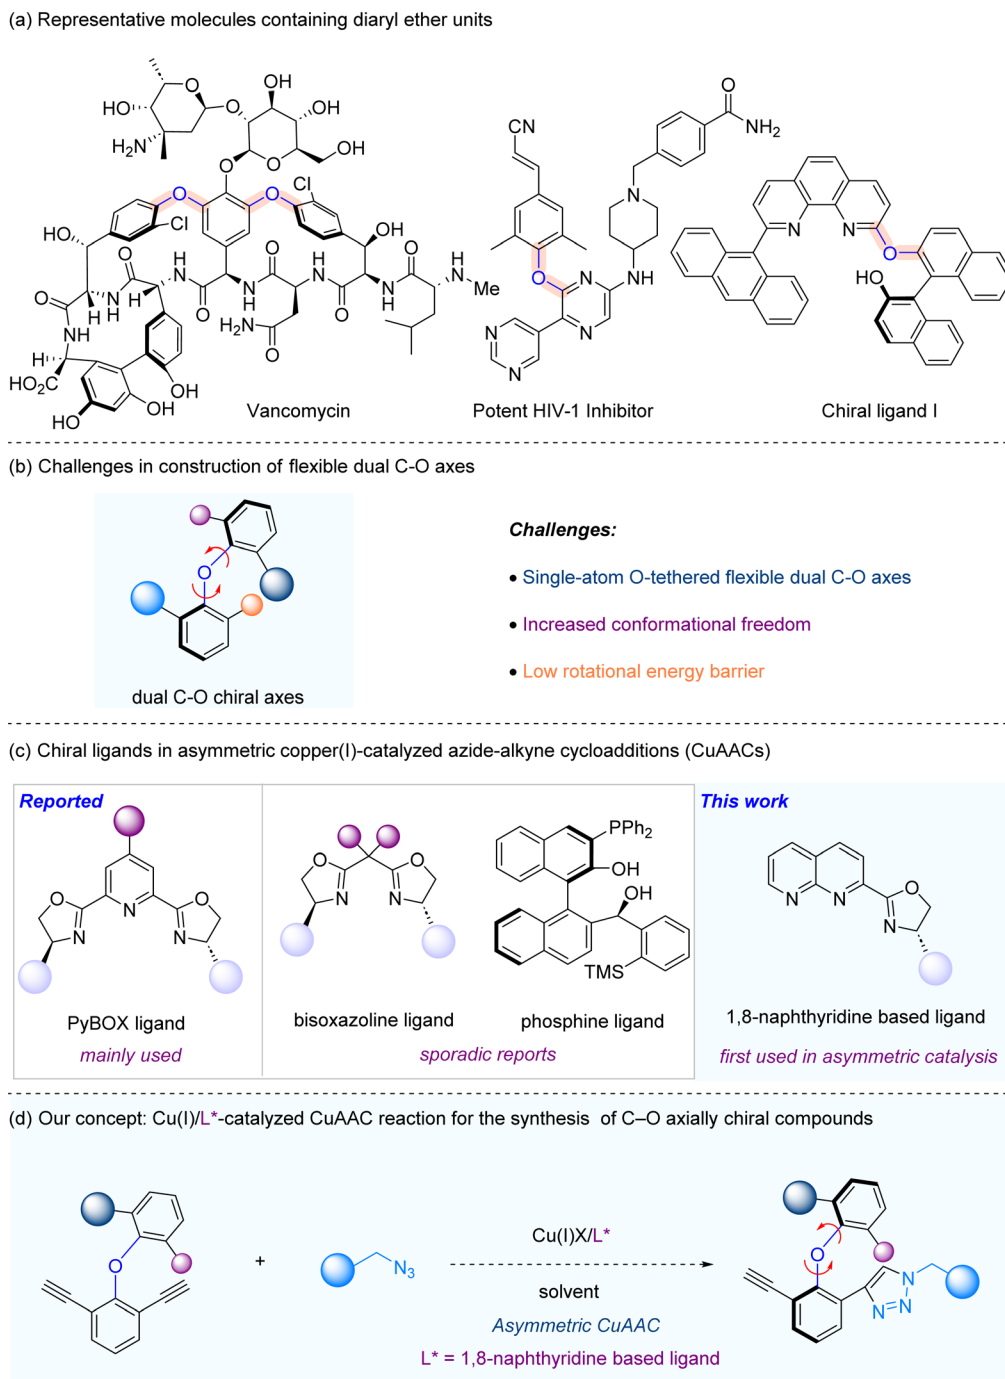 (a) Representative molecules containing diaryl ether units
OH
HO
O
O
OH
H2N
O
OH
O
O
Cl
O
O
Cl
HO
OH
O
H
N
O
H
N
O
H
N
Me
O
N
H
H
O
N
H
O
NH
H2N
O
H
HO2C
OH
HO
OH
CN
O
NH2
N
O
N
NH
N
N
N
N
N
O
HO
Vancomycin
Potent HIV-1 Inhibitor
Chiral ligand I
(b) Challenges in construction of flexible dual C-O axes
O
dual C-O chiral axes
Challenges:
• Single-atom O-tethered flexible dual C-O axes
• Increased conformational freedom
• Low rotational energy barrier
(c) Chiral ligands in asymmetric copper(I)-catalyzed azide-alkyne cycloadditions (CuAACs)
Reported
This work
O
N
N
O
N
O
N
N
O
PPh2
OH
OH
TMS
N
N
O
N
PyBOX ligand
mainly used
bisoxazoline ligand
phosphine ligand
sporadic reports
1,8-naphthyridine based ligand
first used in asymmetric catalysis
(d) Our concept: Cu(I)/L*-catalyzed CuAAC reaction for the synthesis of C–O axially chiral compounds
O
+
N3
Cu(I)X/L*
solvent
Asymmetric CuAAC
L* = 1,8-naphthyridine based ligand
O
N
N
N